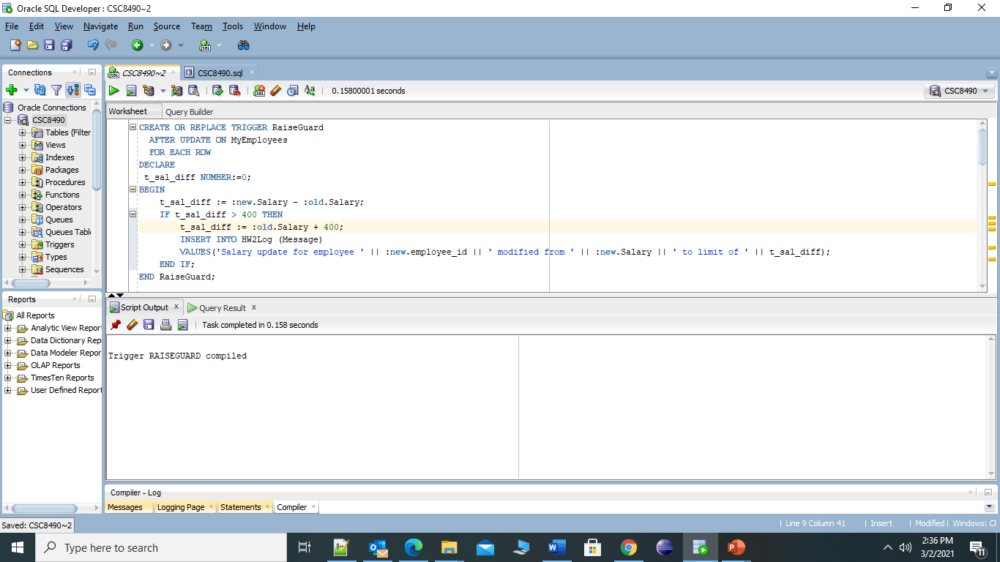 Oracle SQL Developer : CSC8490~2
File Edit View Navigate Run Source Team Tools Window Help
Connections
Oracle Connections
CSC8490
Tables (Filter
Views
Indexes
Packages
Procedures
Functions
Operators
Queues
Queues Table
Triggers
Types
Sequences
Reports
All Reports
Analytic View Repor
Data Dictionary Rep
Data Modeler Repor
OLAP Reports
TimesTen Reports
User Defined Report
CSC8490~2
CSC8490.sql
0.15800001 seconds
CSC8490
Worksheet Query Builder
CREATE OR REPLACE TRIGGER RaiseGuard
AFTER UPDATE ON MyEmployees
FOR EACH ROW
DECLARE
t_sal_diff NUMBER:=0;
BEGIN
t_sal_diff := :new.Salary - :old.Salary;
IF t_sal_diff > 400 THEN
t_sal_diff := :old.Salary + 400;
INSERT INTO HW2Log (Message)
VALUES('Salary update for employee ' || :new.employee_id || ' modified from ' || :new.Salary || ' to limit of ' || t_sal_diff);
END IF;
END RaiseGuard;
Script Output x Query Result x
Task completed in 0.158 seconds
Trigger RAISEGUARD compiled
Compiler - Log
Messages Logging Page Statements Compiler
Saved: CSC8490~2
Line 9 Column 41 | Insert | Modified | Windows: CF
Type here to search
2:36 PM
3/2/2021
11